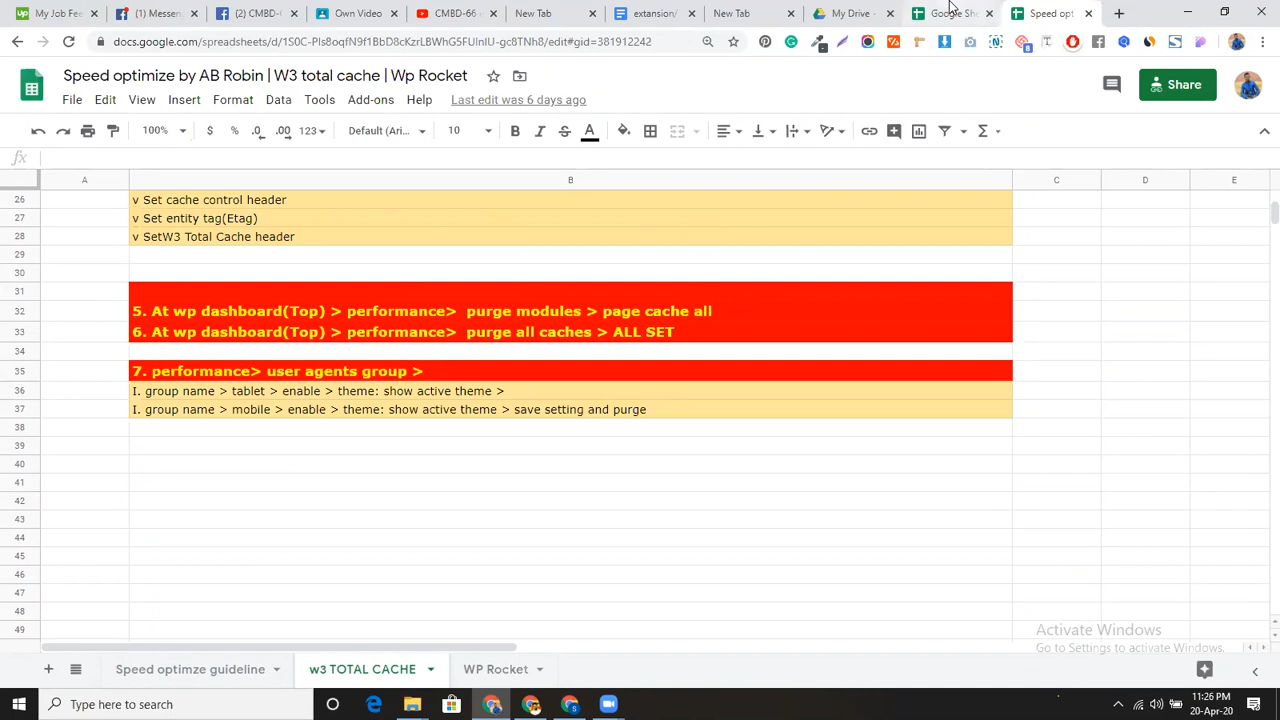 My Job Fee
(1) Messen
(2) CMBD-(
Own Video
CMBD-66
New Tab
extansion/
New Tab
My Drive -
Google She
Speed opt
docs.google.com/spreadsheets/d/
/edit#gid=381912242
Speed optimize by AB Robin | W3 total cache | Wp Rocket
Share
File Edit View Insert Format Data Tools Add-ons Help Last edit was 6 days ago
100% $ % .0 .00 123 Default (Ari... 10 B I S A
fx
A B C D E
26 v Set cache control header
27 v Set entity tag(Etag)
28 v SetW3 Total Cache header
29
30
31
32 5. At wp dashboard(Top) > performance> purge modules > page cache all
33 6. At wp dashboard(Top) > performance> purge all caches > ALL SET
34
35 7. performance> user agents group >
36 I. group name > tablet > enable > theme: show active theme >
37 I. group name > mobile > enable > theme: show active theme > save setting and purge
38
39
40
41
42
43
44
45
46
47
48
49
Activate Windows
Go to Settings to activate Windows.
Speed optimze guideline
w3 TOTAL CACHE
WP Rocket
Type here to search
11:26 PM
20-Apr-20